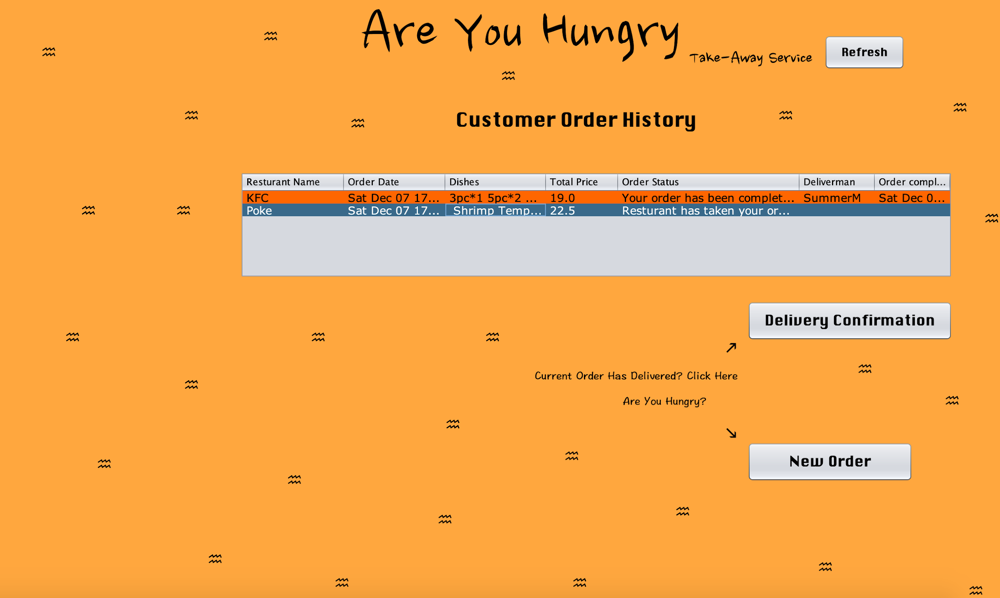 Are You Hungry
Take-Away Service
Refresh
Customer Order History
Resturant Name Order Date Dishes Total Price Order Status Deliverman Order compl...
KFC Sat Dec 07 17... 3pc*1 5pc*2 ... 19.0 Your order has been complet... SummerM Sat Dec 0...
Poke Sat Dec 07 17... Shrimp Temp... 22.5 Resturant has taken your or...
Delivery Confirmation
Current Order Has Delivered? Click Here
Are You Hungry?
New Order